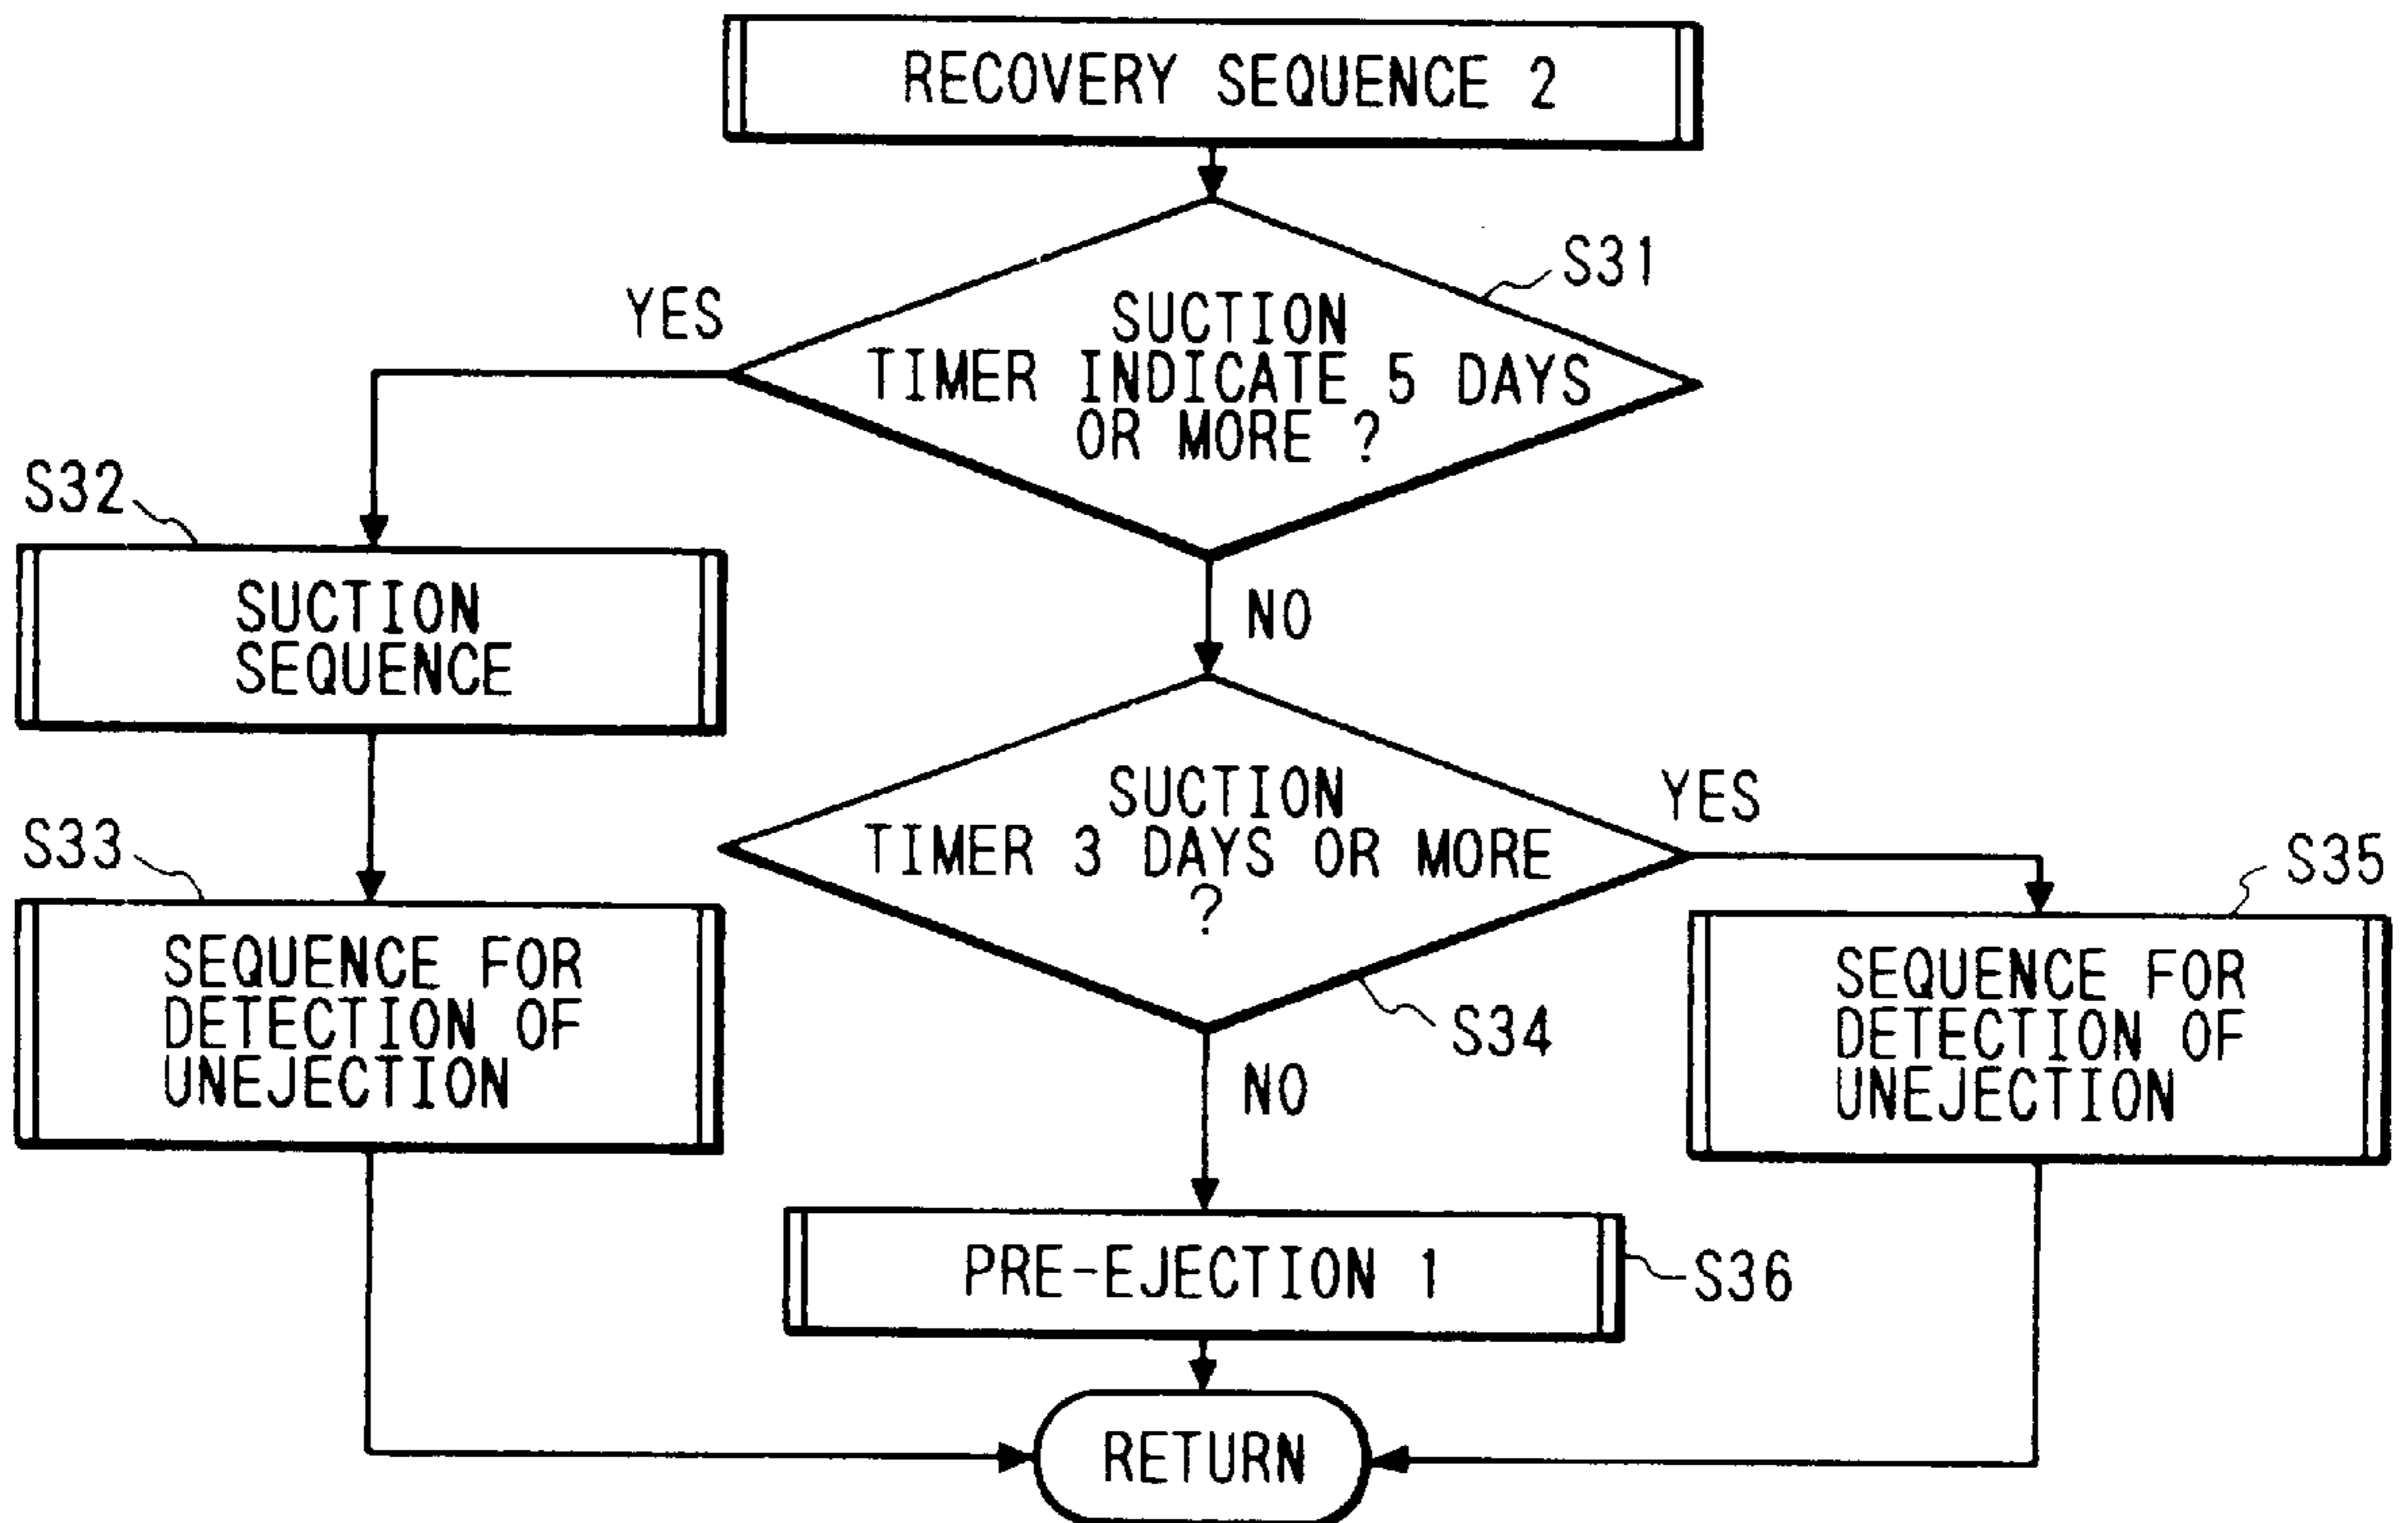 RECOVERY SEQUENCE 2
S31
YES
SUCTION
TIMER INDICATE 5 DAYS
OR MORE ?
S32
SUCTION
SEQUENCE
NO
SUCTION
TIMER 3 DAYS OR MORE
?
YES
S33
S35
SEQUENCE FOR
DETECTION OF
UNEJECTION
SEQUENCE FOR
DETECTION OF
UNEJECTION
S34
NO
PRE-EJECTION 1
S36
RETURN